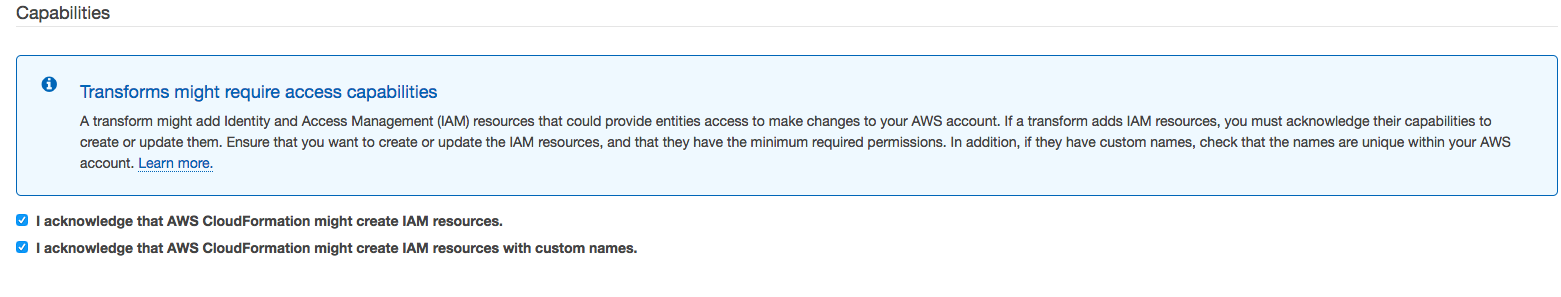 Capabilities
Transforms might require access capabilities
A transform might add Identity and Access Management (IAM) resources that could provide entities access to make changes to your AWS account. If a transform adds IAM resources, you must acknowledge their capabilities to
create or update them. Ensure that you want to create or update the IAM resources, and that they have the minimum required permissions. In addition, if they have custom names, check that the names are unique within your AWS
account. Learn more.
I acknowledge that AWS CloudFormation might create IAM resources.
I acknowledge that AWS CloudFormation might create IAM resources with custom names.